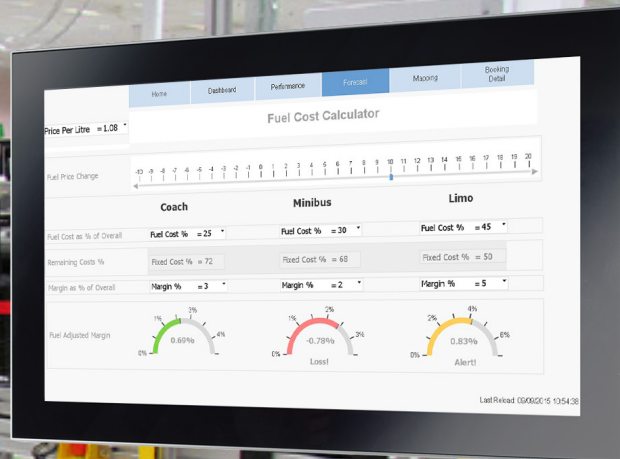 Home Dashboard Performance Forecast Mapping Booking Detail
Price Per Litre =1.08
Fuel Cost Calculator
Fuel Price Change
-10 -9 -8 -7 -6 -5 -4 -3 -2 -1 0 1 2 3 4 5 6 7 8 9 10 11 12 13 14 15 16 17 18 19 20
Coach Minibus Limo
Fuel Cost as % of Overall Fuel Cost % = 25 Fuel Cost % = 30 Fuel Cost % = 45
Remaining Costs % Fixed Cost % = 72 Fixed Cost % = 68 Fixed Cost % = 50
Margin as % of Overall Margin % = 3 Margin % = 2 Margin % = 5
Fuel Adjusted Margin
0% 1% 3% 4% 0.69%
0% 1% 2% 3% -0.78% Loss!
0% 2% 4% 6% 0.83% Alert!
Last Reload: 09/09/2015 10:54:38